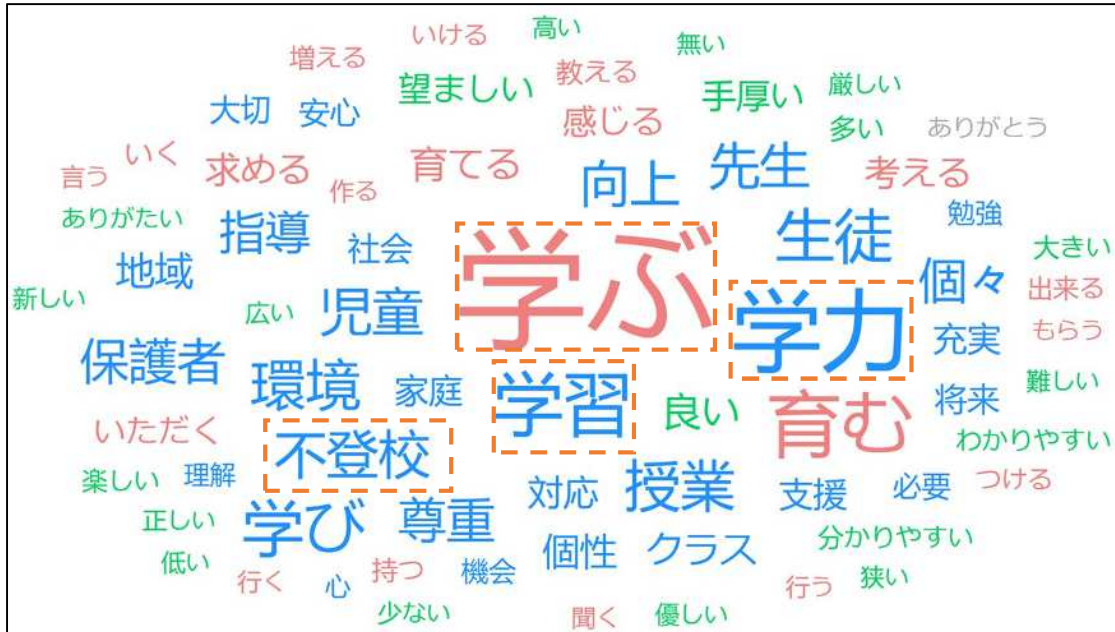 いける 高い 無い
増える 教える
望ましい 手厚い 厳しい
大切 安心 感じる 多い ありがとう
いく 求める 育てる 向上 先生 考える
言う 作る
ありがたい 指導 社会 生徒 勉強
地域 学ぶ 個々 大きい
新しい 広い 児童 学力 出来る
保護者 環境 家庭 充実 もらう
学習 良い 育む 将来 難しい
いただく 不登校 わかりやすい
楽しい 理解 対応 授業 支援 必要 つける
正しい 学び 尊重 分かりやすい
低い 個性 クラス
行く 心 持つ 機会 行う 狭い
少ない 聞く 優しい